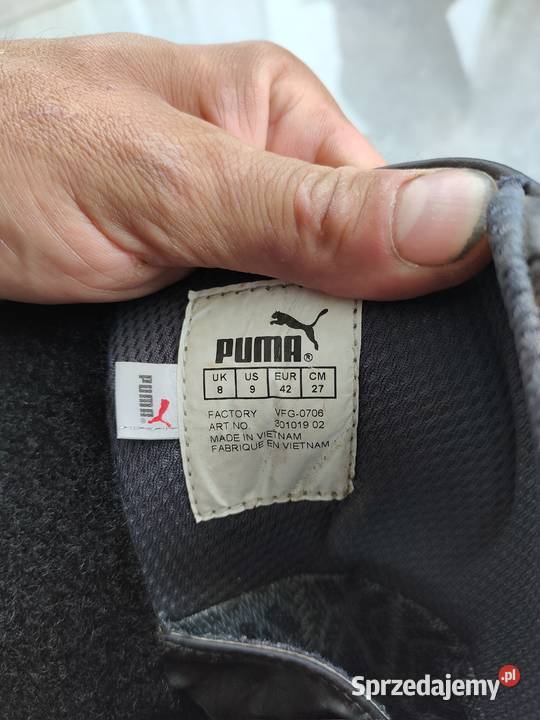 PUMA®
UK US EUR CM
8 9 42 27
FACTORY VFG-0706
ART NO. 301019 02
MADE IN VIETNAM
FABRIQUE EN VIETNAM
PUMA
Sprzedajemy.pl